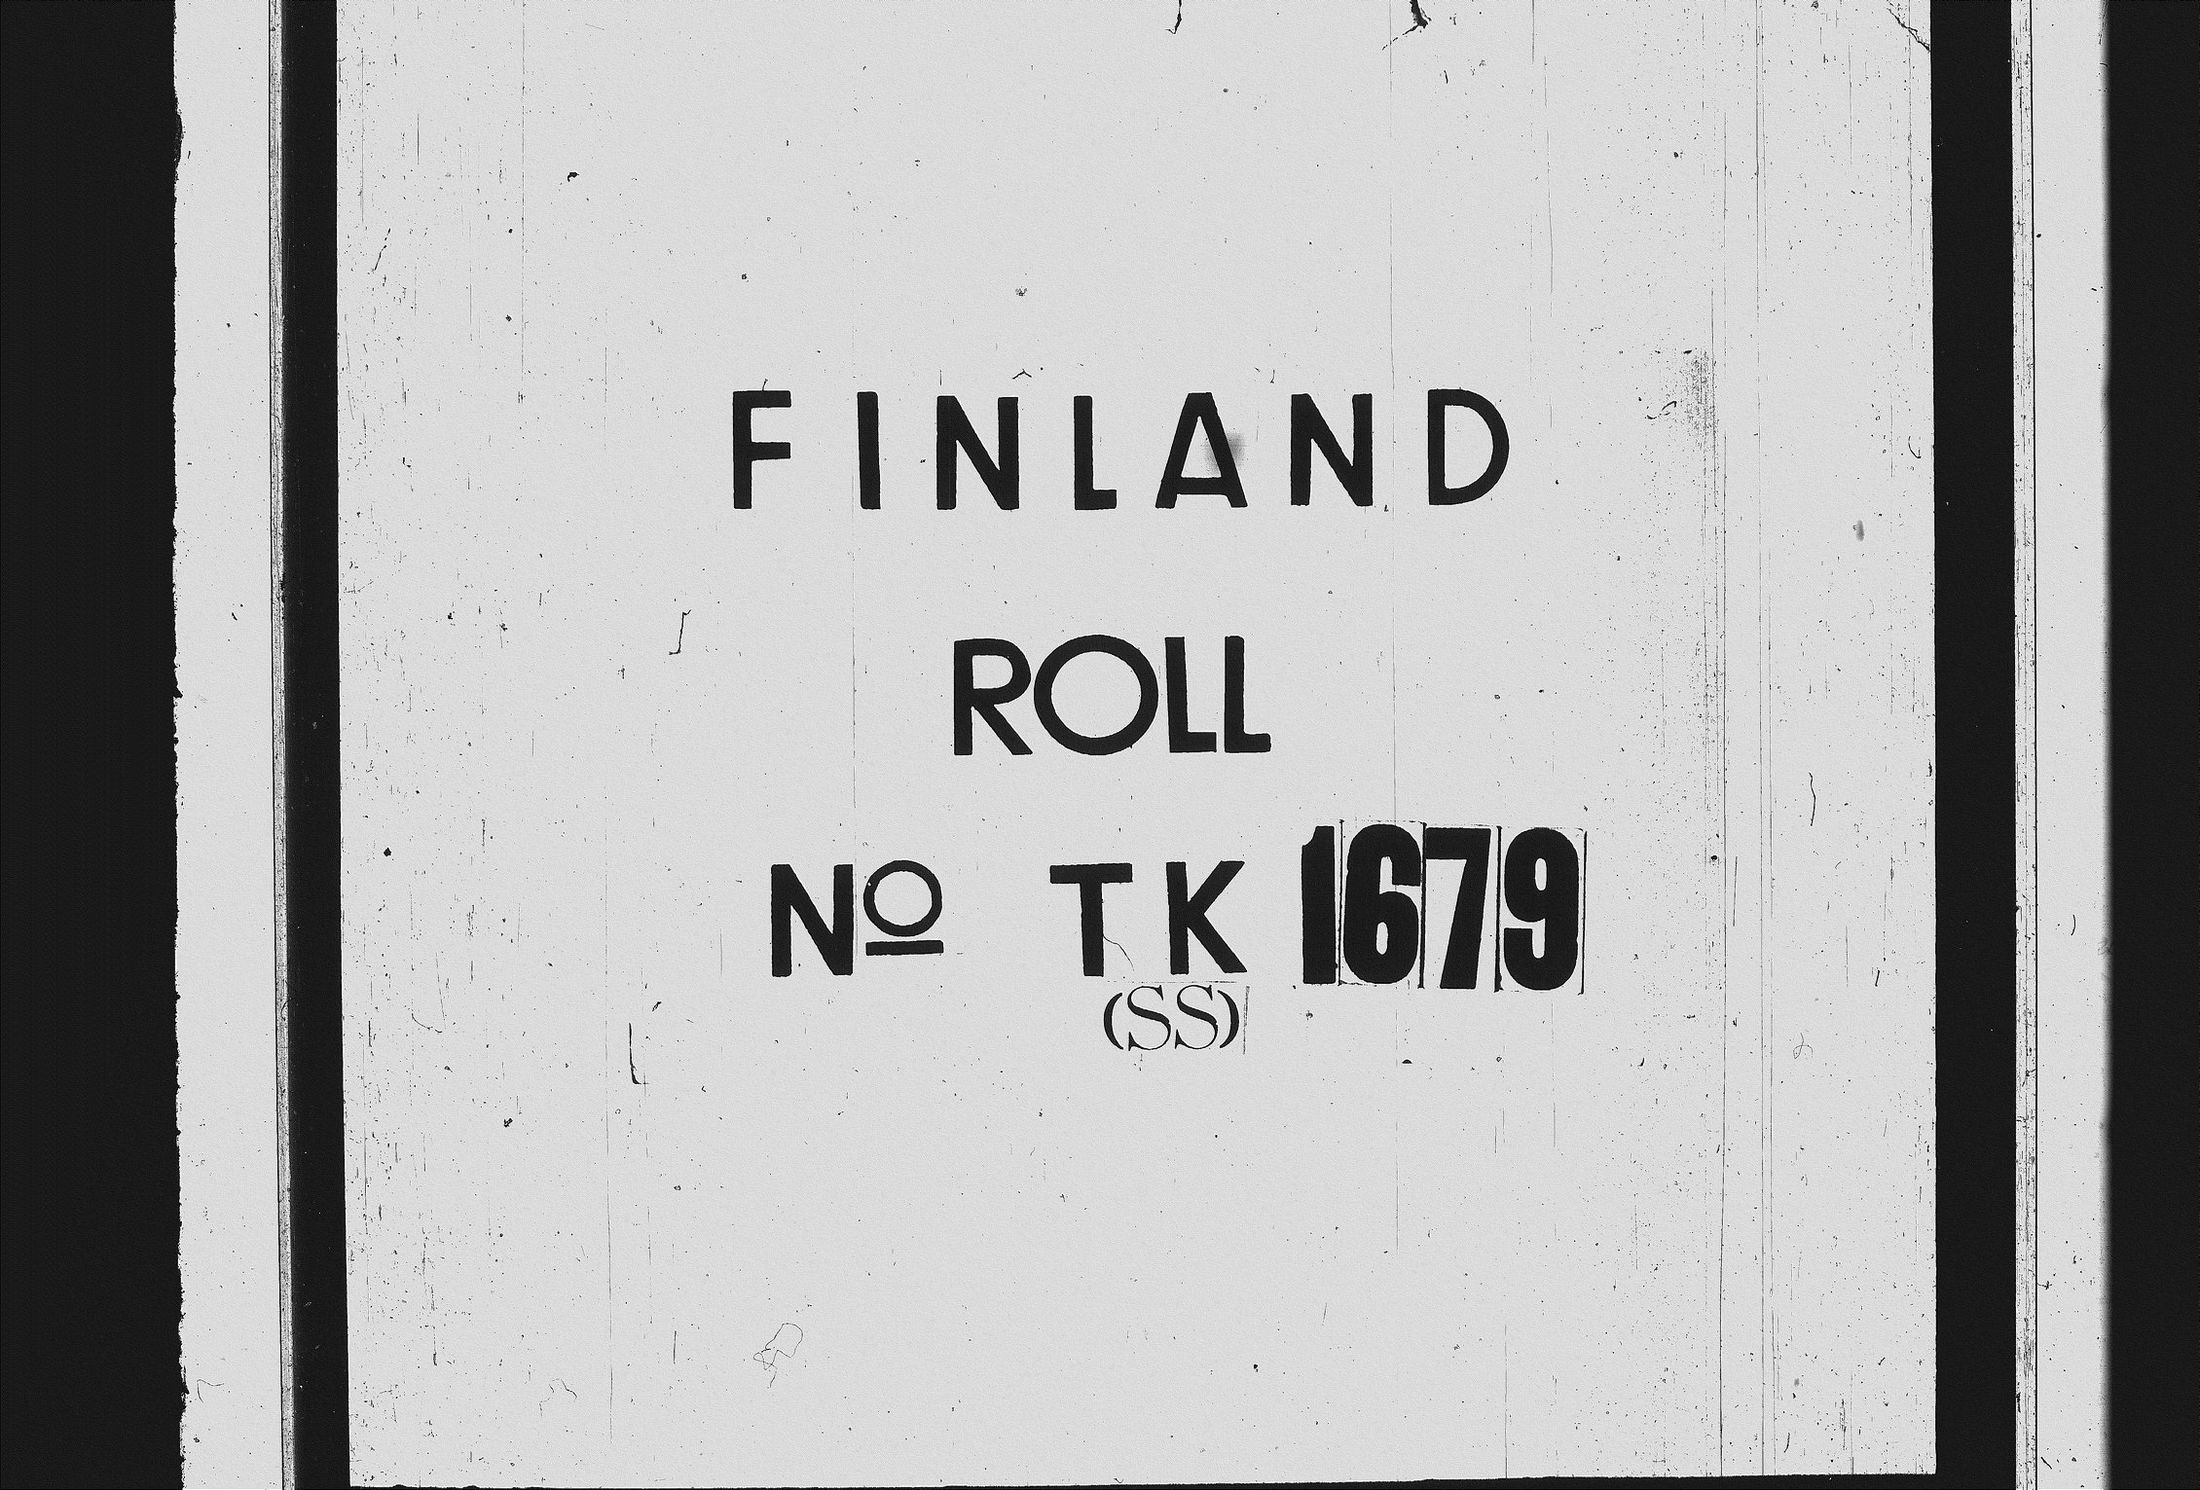 FINLAND
ROLL
Nº TK 1679
(SS)